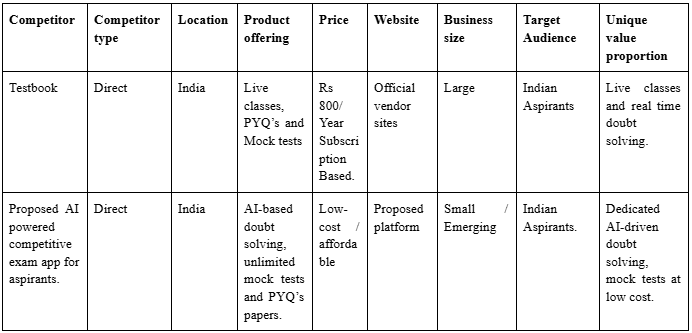 Competitor
Competitor
type
Location
Product
offering
Price
Website
Business
size
Target
Audience
Unique
value
proportion
Testbook
Direct
India
Live
classes,
PYQ’s and
Mock tests
Rs
800/
Year
Subscri
ption
Based.
Official
vendor
sites
Large
Indian
Aspirants
Live classes
and real time
doubt
solving.
Proposed AI
powered
competitive
exam app for
aspirants.
Direct
India
AI-based
doubt
solving,
unlimited
mock tests
and PYQ’s
papers.
Low-
cost /
afforda
ble
Proposed
platform
Small /
Emerging
Indian
Aspirants.
Dedicated
AI-driven
doubt
solving,
mock tests at
low cost.